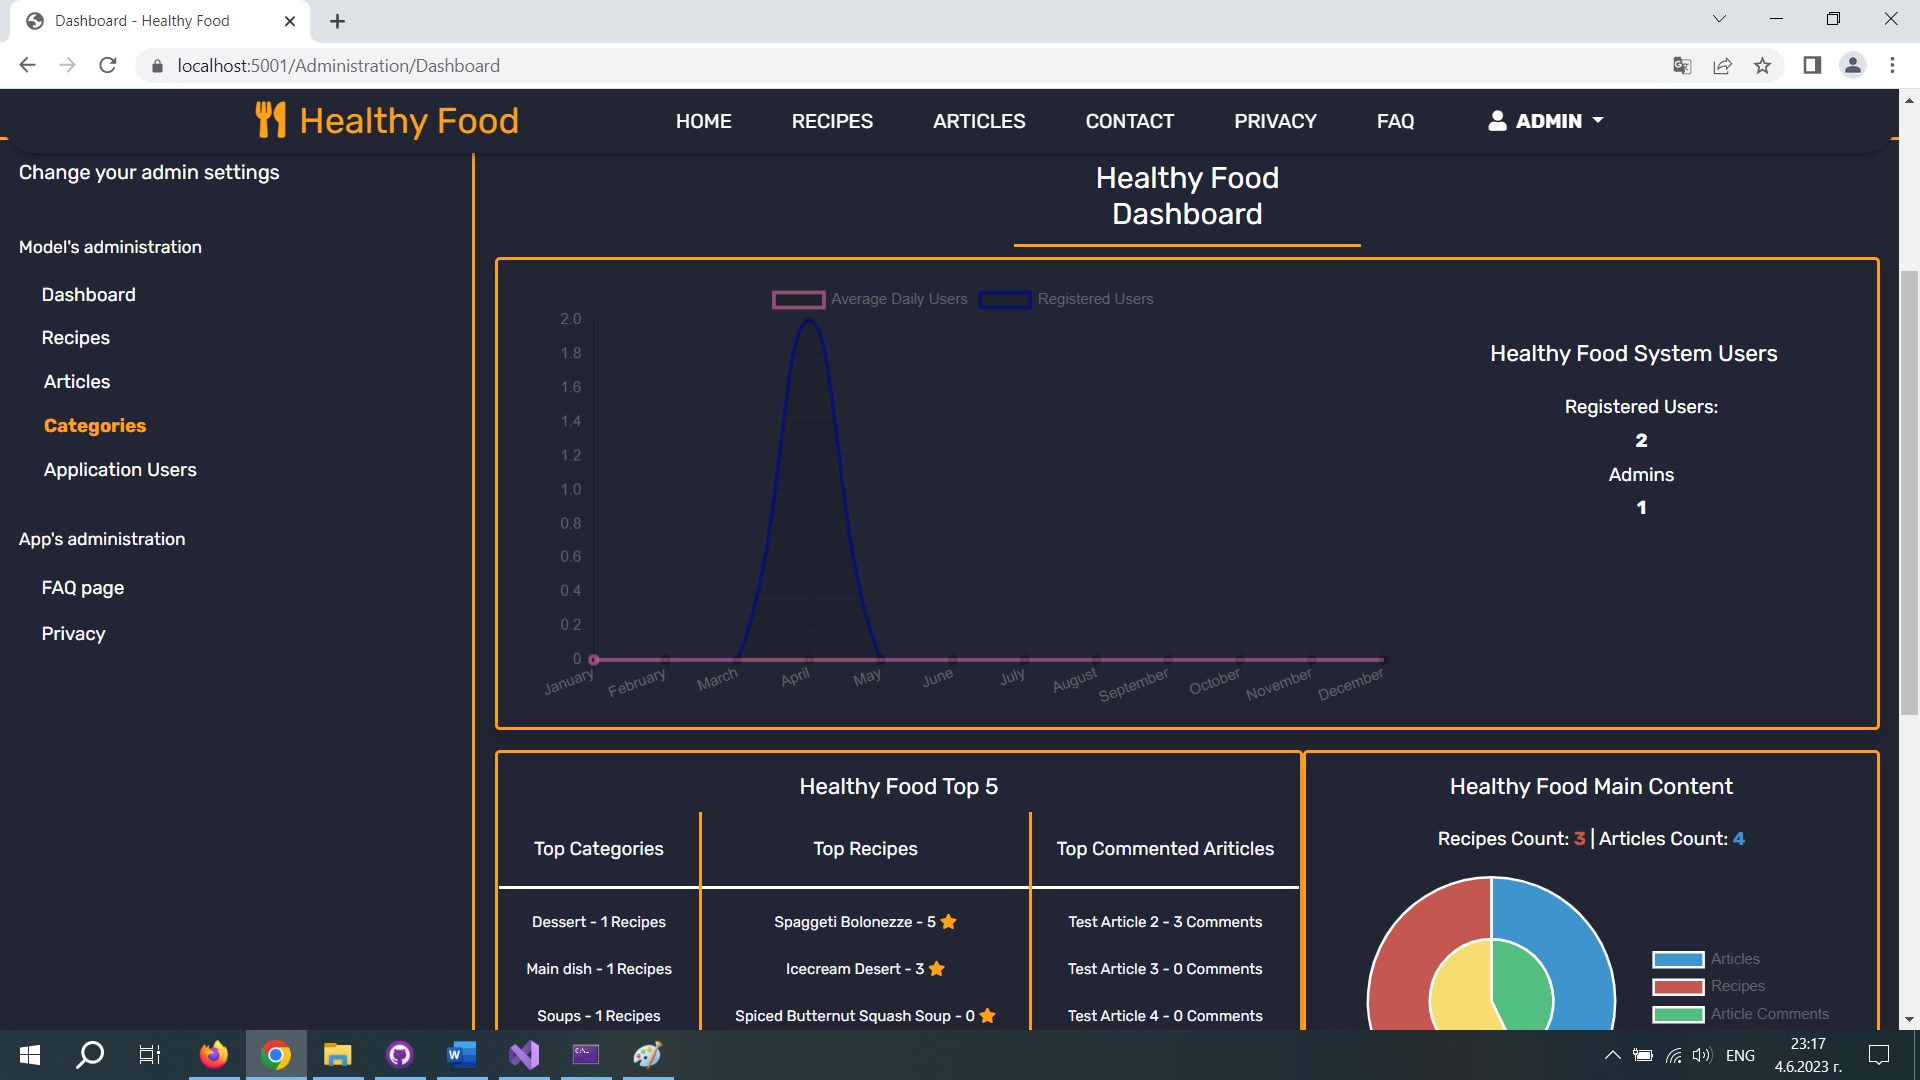 Dashboard - Healthy Food
localhost:5001/Administration/Dashboard
Healthy Food
HOME
RECIPES
ARTICLES
CONTACT
PRIVACY
FAQ
ADMIN
Change your admin settings
Model's administration
Dashboard
Recipes
Articles
Categories
Application Users
App's administration
FAQ page
Privacy
Healthy Food
Dashboard
Average Daily Users
Registered Users
2.0
1.8
1.6
1.4
1.2
1.0
0.8
0.6
0.4
0.2
0
January
February
March
April
May
June
July
August
September
October
November
December
Healthy Food System Users
Registered Users:
2
Admins
1
Healthy Food Top 5
Top Categories
Dessert - 1 Recipes
Main dish - 1 Recipes
Soups - 1 Recipes
Top Recipes
Spaggeti Bolonezze - 5
Icecream Desert - 3
Spiced Butternut Squash Soup - 0
Top Commented Ariticles
Test Article 2 - 3 Comments
Test Article 3 - 0 Comments
Test Article 4 - 0 Comments
Healthy Food Main Content
Recipes Count: 3 | Articles Count: 4
Articles
Recipes
Article Comments
ENG
23:17
4.6.2023 г.